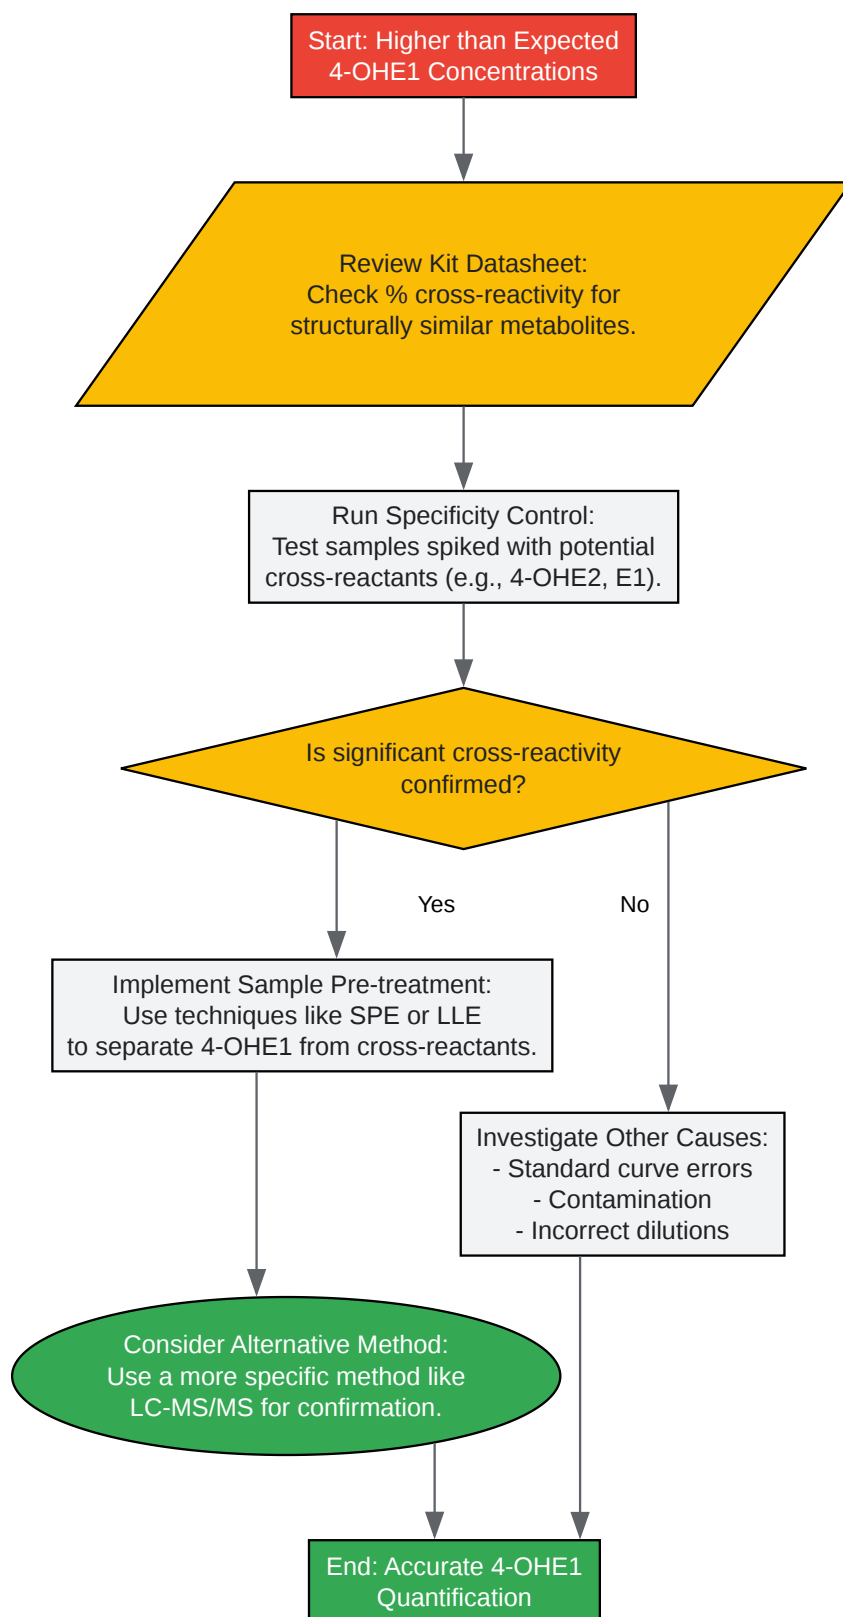 Start: Higher than Expected
4-OHE1 Concentrations
Review Kit Datasheet:
Check % cross-reactivity for
structurally similar metabolites.
Run Specificity Control:
Test samples spiked with potential
cross-reactants (e.g., 4-OHE2, E1).
Is significant cross-reactivity
confirmed?
Yes
No
Implement Sample Pre-treatment:
Use techniques like SPE or LLE
to separate 4-OHE1 from cross-reactants.
Investigate Other Causes:
- Standard curve errors
- Contamination
- Incorrect dilutions
Consider Alternative Method:
Use a more specific method like
LC-MS/MS for confirmation.
End: Accurate 4-OHE1
Quantification